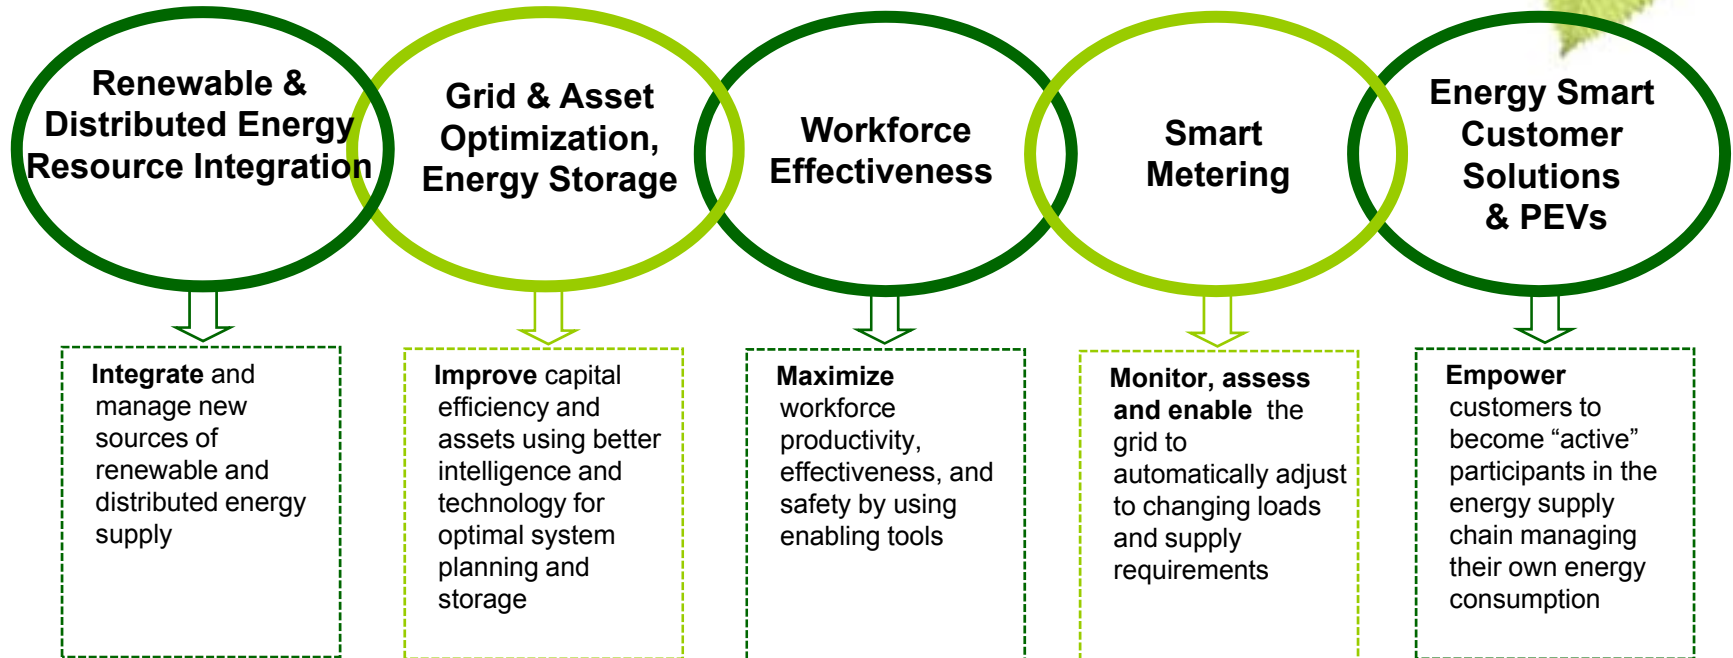 Renewable &
Distributed Energy
Resource Integration
Grid & Asset
Optimization,
Energy Storage
Workforce
Effectiveness
Smart
Metering
Energy Smart
Customer
Solutions
& PEVs
Integrate and
manage new
sources of
renewable and
distributed energy
supply
Improve capital
efficiency and
assets using better
intelligence and
technology for
optimal system
planning and
storage
Maximize
workforce
productivity,
effectiveness, and
safety by using
enabling tools
Monitor, assess
and enable the
grid to
automatically adjust
to changing loads
and supply
requirements
Empower
customers to
become “active”
participants in the
energy supply
chain managing
their own energy
consumption